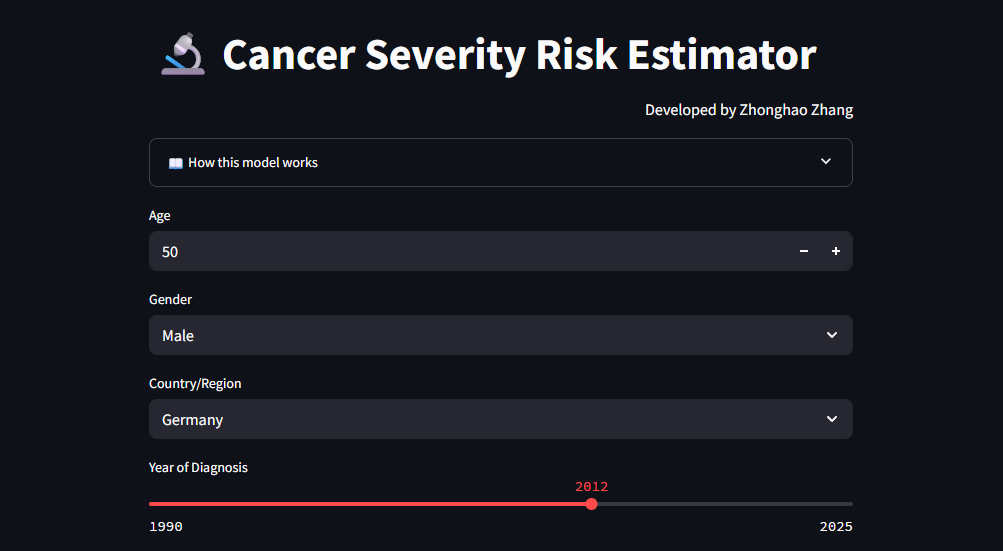 Cancer Severity Risk Estimator
Developed by Zhonghao Zhang
How this model works
Age
50
Gender
Male
Country/Region
Germany
Year of Diagnosis
2012
1990 2025